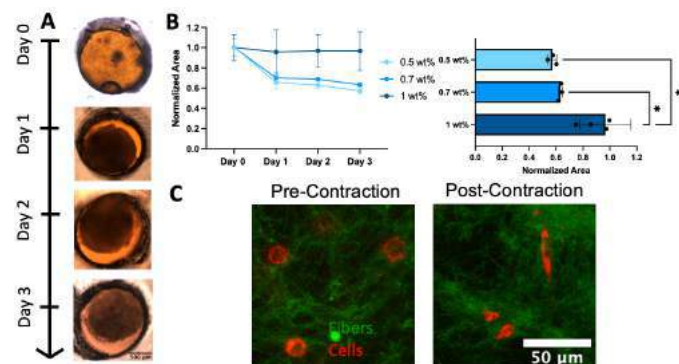 A
Day 0
Day 1
Day 2
Day 3
B
Normalized Area
1.4
1.2
1.0
0.8
0.6
0.4
0.2
0.0
Day 0
Day 1
Day 2
Day 3
0.5 wt%
0.7 wt%
1 wt%
0.5 wt%
0.7 wt%
1 wt%
*
*
0.0
0.2
0.4
0.6
0.8
1.0
1.2
Normalized Area
C
Pre-Contraction
Post-Contraction
Fibers
Cells
50 μm